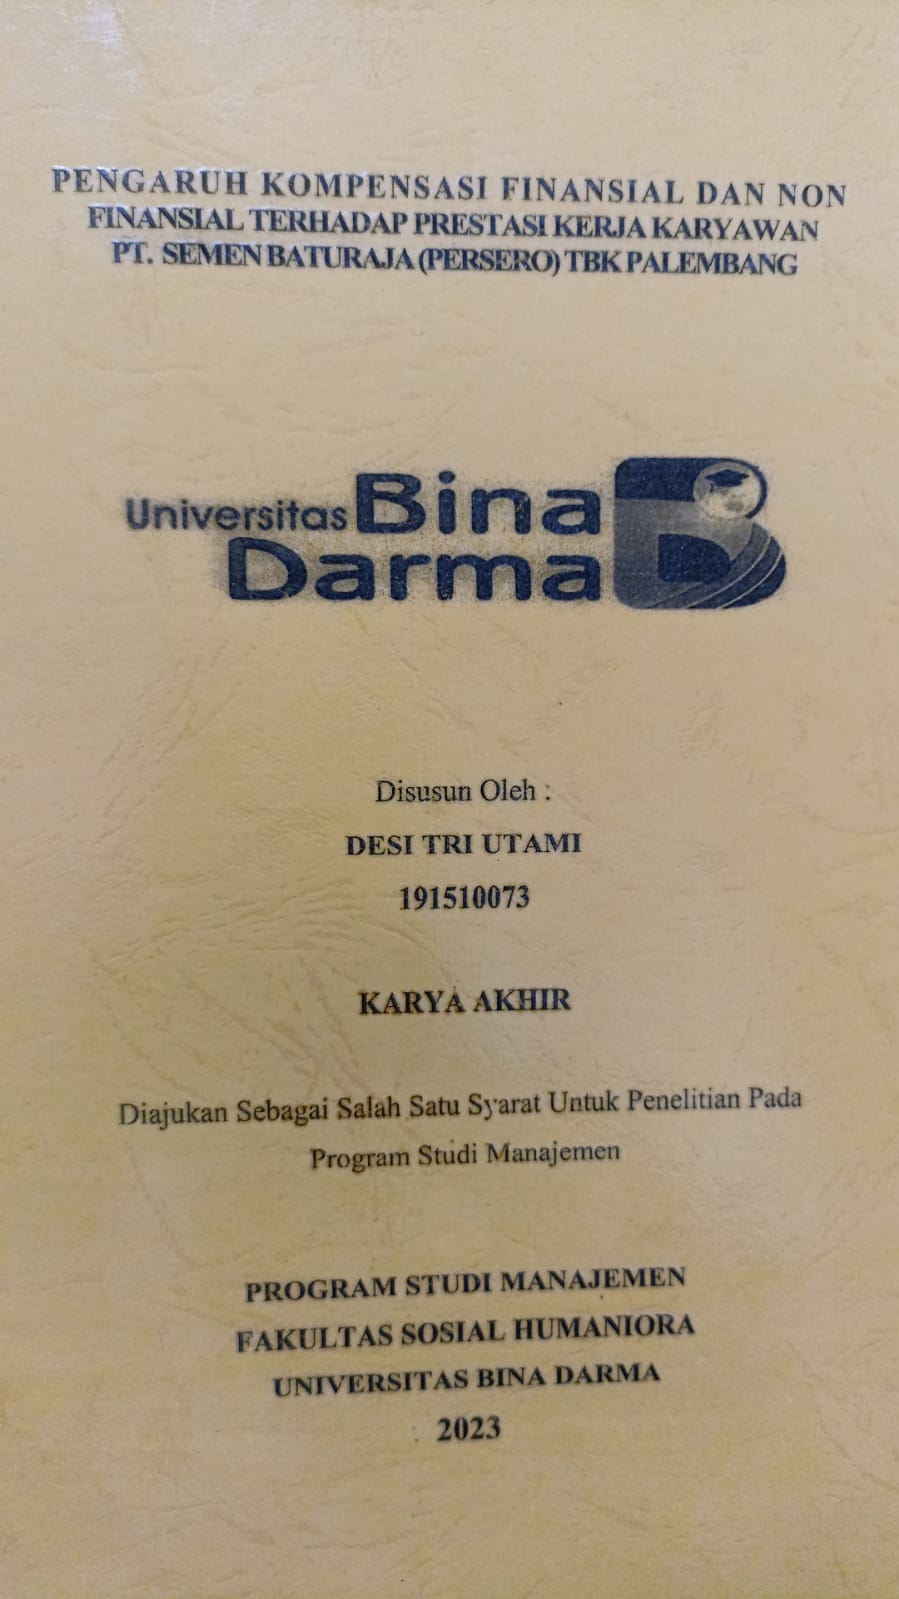 PENGARUH KOMPENSASI FINANSIAL DAN NON
FINANSIAL TERHADAP PRESTASI KERJA KARYAWAN
PT. SEMEN BATURAJA (PERSERO) TBK PALEMBANG
Universitas Bina
Darma
Disusun Oleh :
DESI TRI UTAMI
191510073
KARYA AKHIR
Diajukan Sebagai Salah Satu Syarat Untuk Penelitian Pada
Program Studi Manajemen
PROGRAM STUDI MANAJEMEN
FAKULTAS SOSIAL HUMANIORA
UNIVERSITAS BINA DARMA
2023